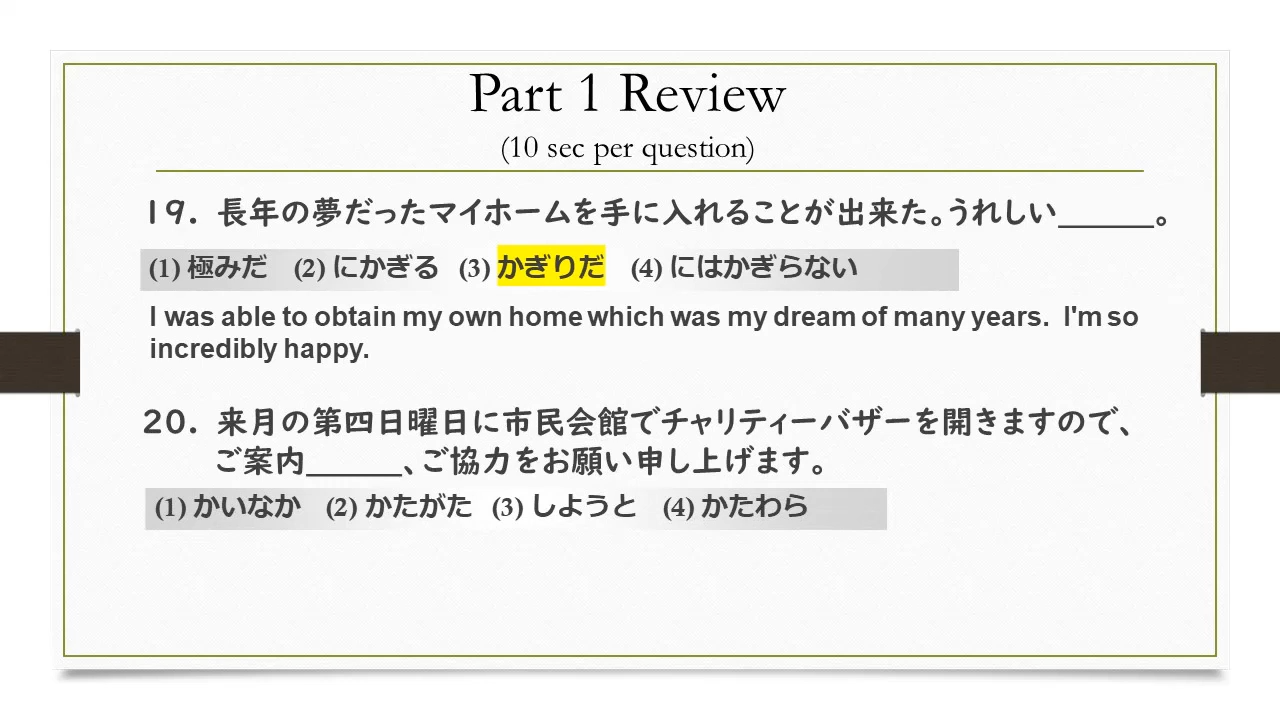 Part 1 Review
(10 sec per question)
19. 長年の夢だったマイホームを手に入れることが出来た。うれしい______。
(1) 極みだ (2) にかぎる (3) かぎりだ (4) にはかぎらない
I was able to obtain my own home which was my dream of many years. I'm so
incredibly happy.
20. 来月の第四日曜日に市民会館でチャリティーバザーを開きますので、
ご案内______、ご協力をお願い申し上げます。
(1) かいなか (2) かたがた (3) しようと (4) かたわら